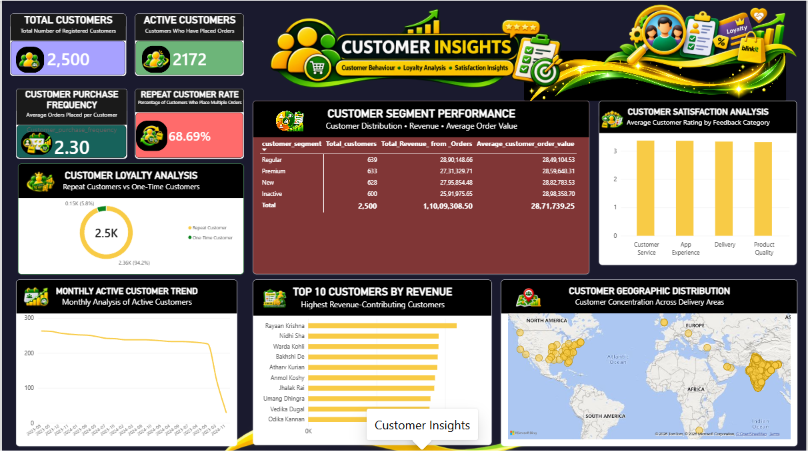 TOTAL CUSTOMERS
Total Number of Registered Customers
2,500
ACTIVE CUSTOMERS
Customers Who Have Placed Orders
2172
CUSTOMER INSIGHTS
Customer Behaviour • Loyalty Analysis • Satisfaction Insights
Loyalty
blinkit
CUSTOMER PURCHASE
FREQUENCY
Average Orders Placed per Customer
2.30
REPEAT CUSTOMER RATE
Percentage of Customers Who Place Multiple Orders
68.69%
CUSTOMER SEGMENT PERFORMANCE
Customer Distribution • Revenue • Average Order Value
customer_segment Total_customers Total_Revenue_from_Orders Average_customer_order_value
Regular 639 28,90,148.66 28,49,104.53
Premium 633 27,31,329.71 28,59,640.31
New 628 27,95,854.48 28,82,783.53
Inactive 600 25,91,975.65 28,98,358.70
Total 2,500 1,10,09,308.50 28,71,739.25
CUSTOMER SATISFACTION ANALYSIS
Average Customer Rating by Feedback Category
3
2
1
0
Customer Service
App Experience
Delivery
Product Quality
CUSTOMER LOYALTY ANALYSIS
Repeat Customers vs One-Time Customers
0.15K (5.8%)
2.5K
2.36K (94.2%)
Repeat Customer
One-Time Customer
MONTHLY ACTIVE CUSTOMER TREND
Monthly Analysis of Active Customers
300
200
100
0
TOP 10 CUSTOMERS BY REVENUE
Highest Revenue-Contributing Customers
Rayaan Krishna
Nidhi Sha
Warda Kohli
Bakhshi De
Atharv Kurian
Anmol Koshy
Jhalak Rai
Umang Dhingra
Vedika Dugal
Odika Kannan
0K
Customer Insights
CUSTOMER GEOGRAPHIC DISTRIBUTION
Customer Concentration Across Delivery Areas
NORTH AMERICA
EUROPE
AS
Atlantic
Ocean
AFRICA
SOUTH AMERICA